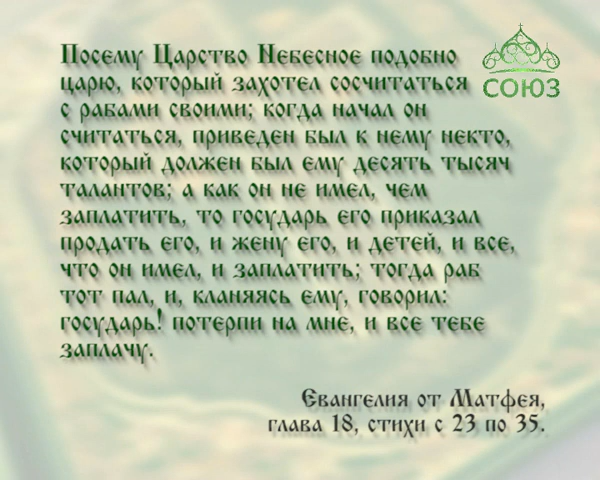 Посему Царство Небесное подобно
царю, который захотел сосчитаться
с рабами своими; когда начал он
считаться, приведен был к нему некто,
который должен был ему десять тысяч
талантов; а как он не имел, чем
заплатить, то государь его приказал
продать его, и жену его, и детей, и все,
что он имел, и заплатить; тогда раб
тот пал, и, кланяясь ему, говорил:
государь! потерпи на мне, и все тебе
заплачу.
СОЮЗ
Евангелия от Матфея,
глава 18, стихи с 23 по 35.